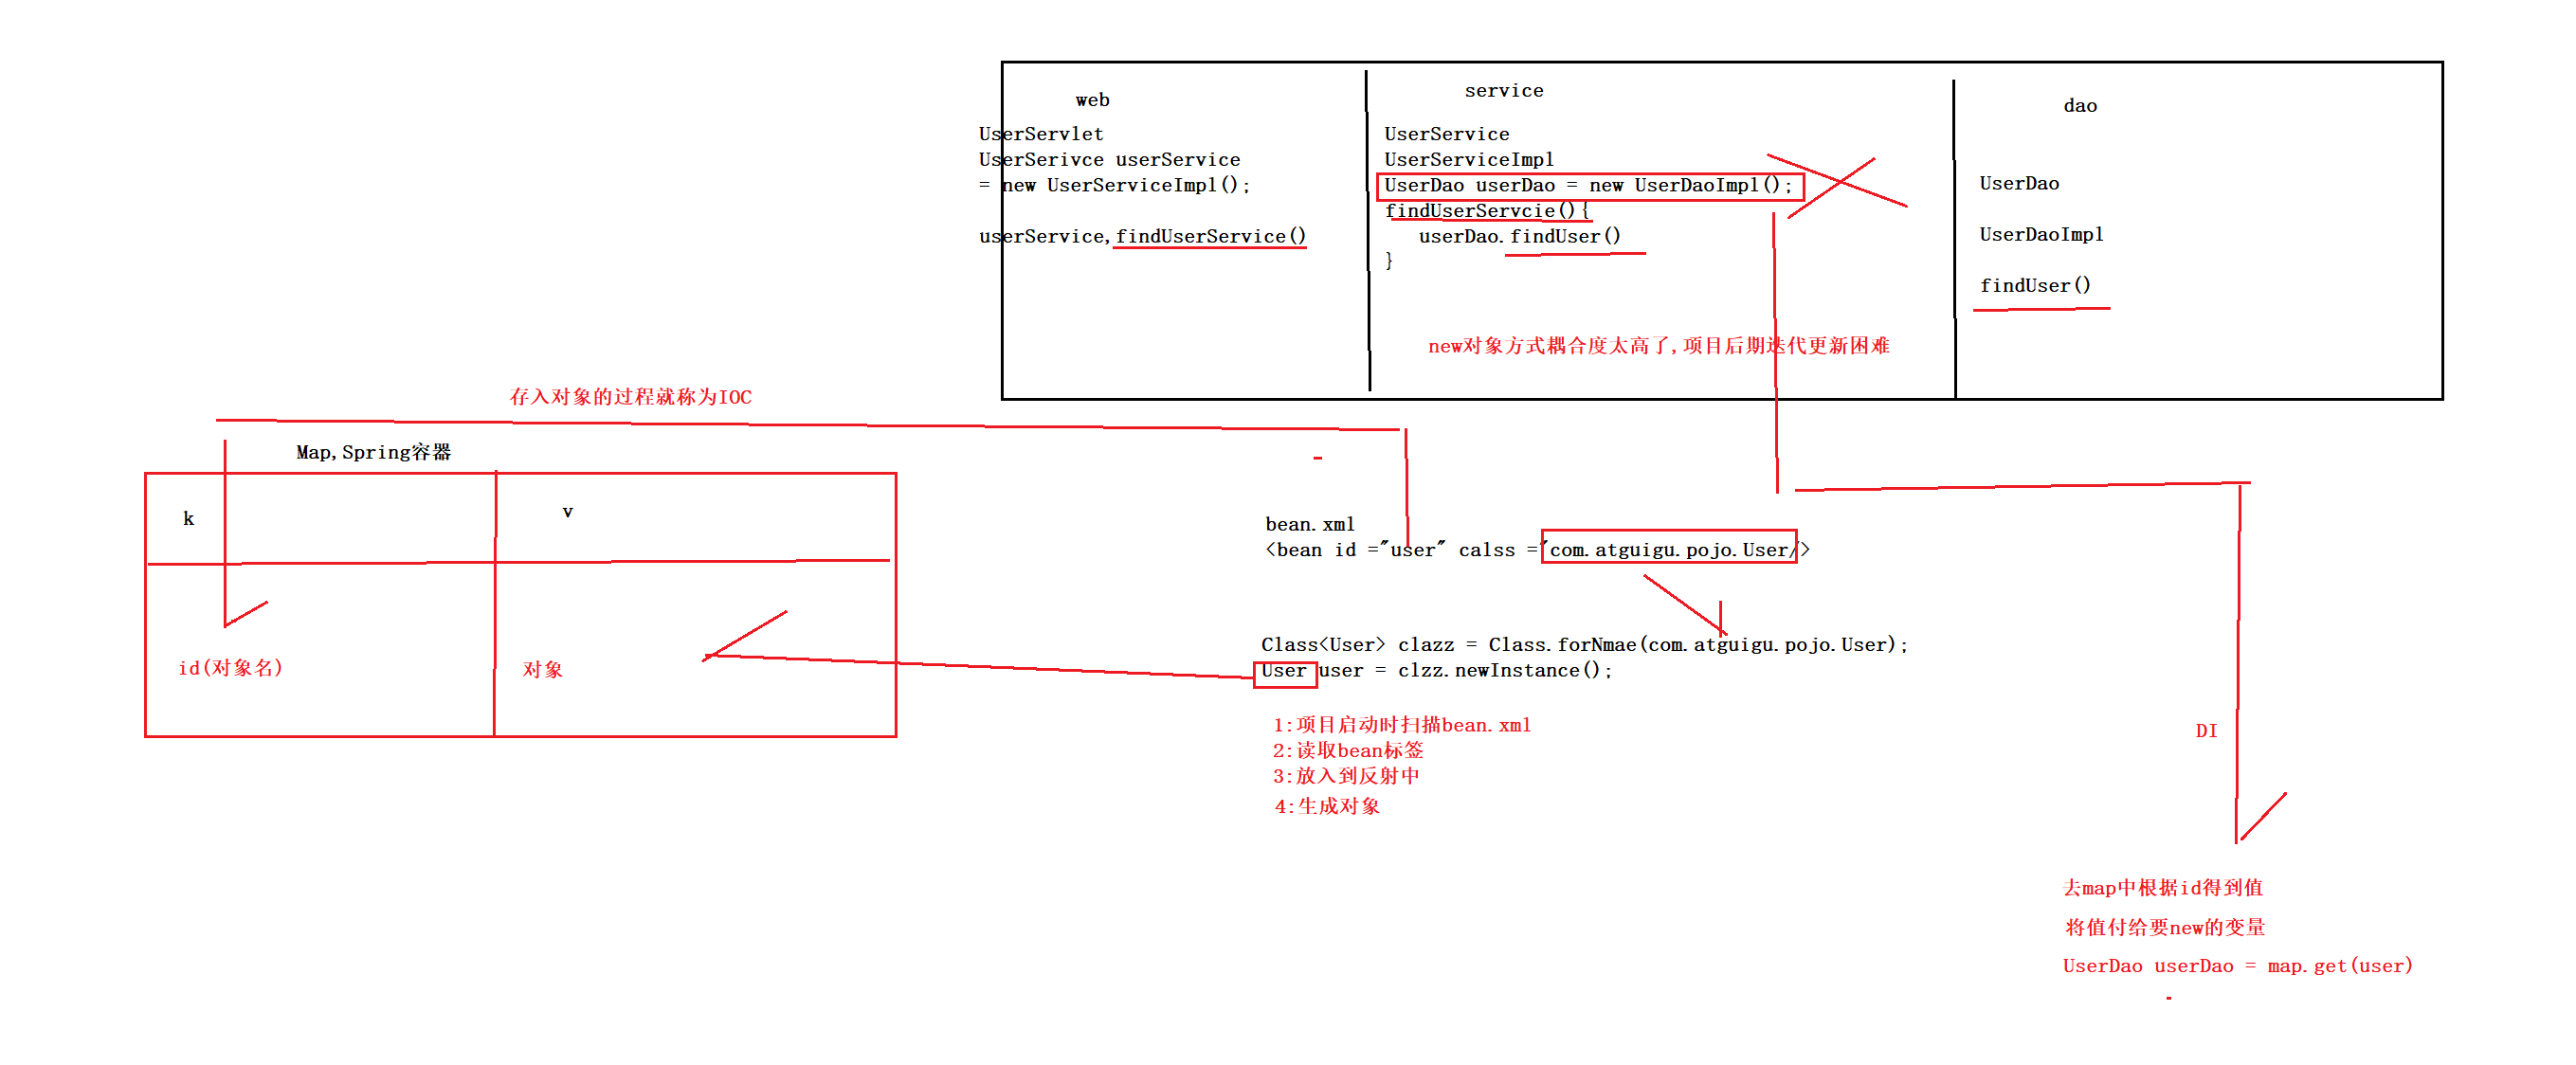 web
UserServlet
UserSerivce userService
= new UserServiceImpl();
userService,findUserService()
service
UserService
UserServiceImpl
UserDao userDao = new UserDaoImpl();
findUserServcie(){
userDao.findUser()
}
new对象方式耦合度太高了,项目后期迭代更新困难
dao
UserDao
UserDaoImpl
findUser()
存入对象的过程就称为IOC
Map,Spring容器
k
v
id(对象名)
对象
bean.xml
<bean id ="user" calss ="com.atguigu.pojo.User/>
Class<User> clazz = Class.forNmae(com.atguigu.pojo.User);
User user = clzz.newInstance();
1:项目启动时扫描bean.xml
2:读取bean标签
3:放入到反射中
4:生成对象
DI
去map中根据id得到值
将值付给要new的变量
UserDao userDao = map.get(user)